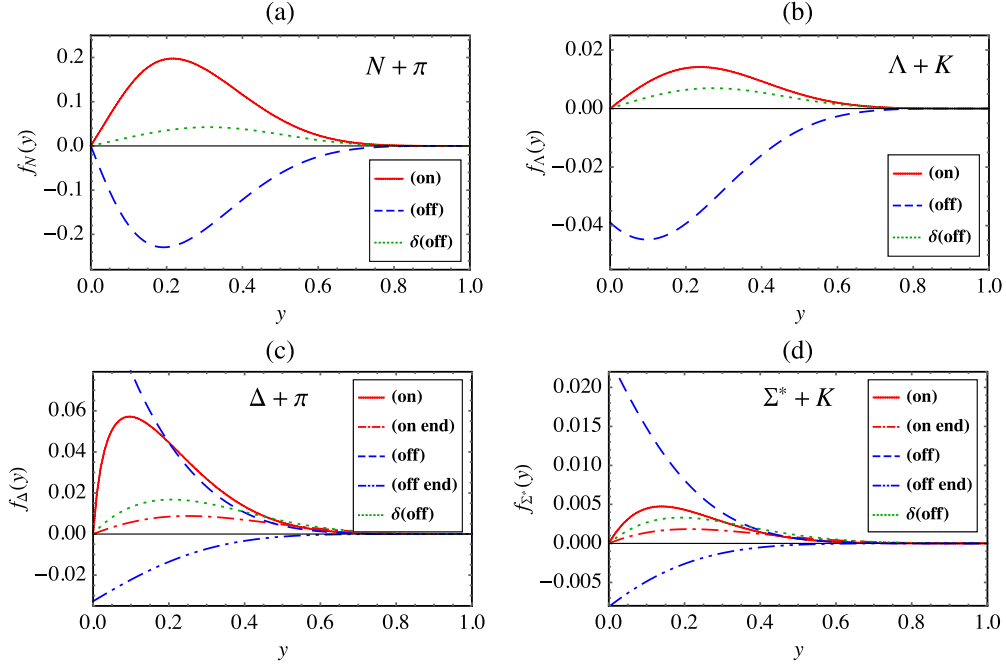 (a)
N + π
f_N(y)
0.2
0.1
0.0
−0.1
−0.2
(on)
(off)
δ(off)
0.0 0.2 0.4 0.6 0.8 1.0
y
(b)
Λ + K
f_Λ(y)
0.02
0.00
−0.02
−0.04
(on)
(off)
δ(off)
0.0 0.2 0.4 0.6 0.8 1.0
y
(c)
Δ + π
f_Δ(y)
0.06
0.04
0.02
0.00
−0.02
(on)
(on end)
(off)
(off end)
δ(off)
0.0 0.2 0.4 0.6 0.8 1.0
y
(d)
Σ* + K
f_Σ*(y)
0.020
0.015
0.010
0.005
0.000
−0.005
(on)
(on end)
(off)
(off end)
δ(off)
0.0 0.2 0.4 0.6 0.8 1.0
y